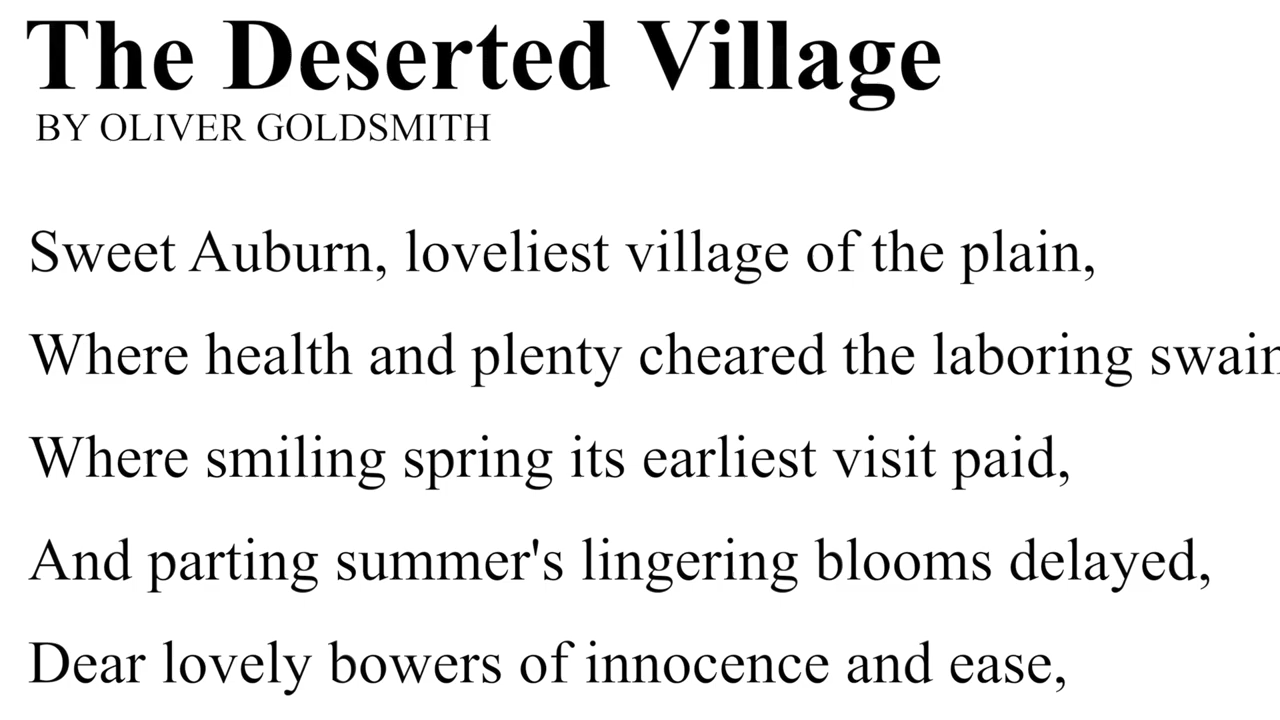 The Deserted Village
BY OLIVER GOLDSMITH
Sweet Auburn, loveliest village of the plain,
Where health and plenty cheared the laboring swain
Where smiling spring its earliest visit paid,
And parting summer's lingering blooms delayed,
Dear lovely bowers of innocence and ease,